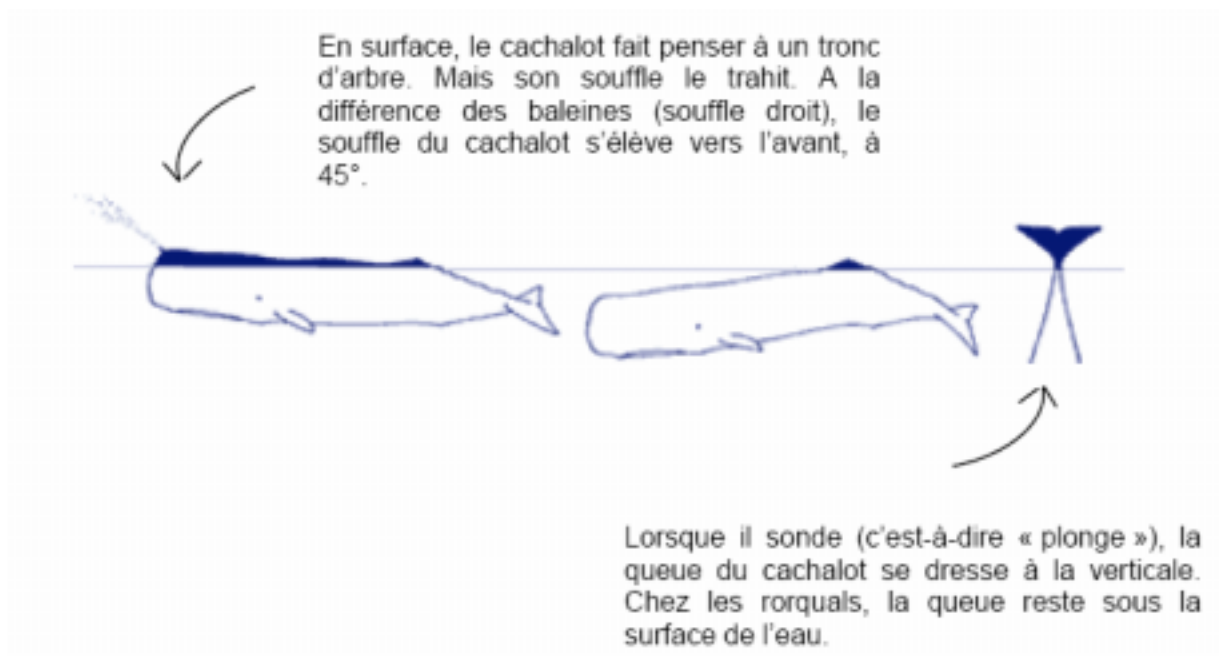 En surface, le cachalot fait penser à un tronc
d'arbre. Mais son souffle le trahit. A la
différence des baleines (souffle droit), le
souffle du cachalot s'élève vers l'avant, à
45°.
Lorsque il sonde (c'est-à-dire « plonge »), la
queue du cachalot se dresse à la verticale.
Chez les rorquals, la queue reste sous la
surface de l'eau.